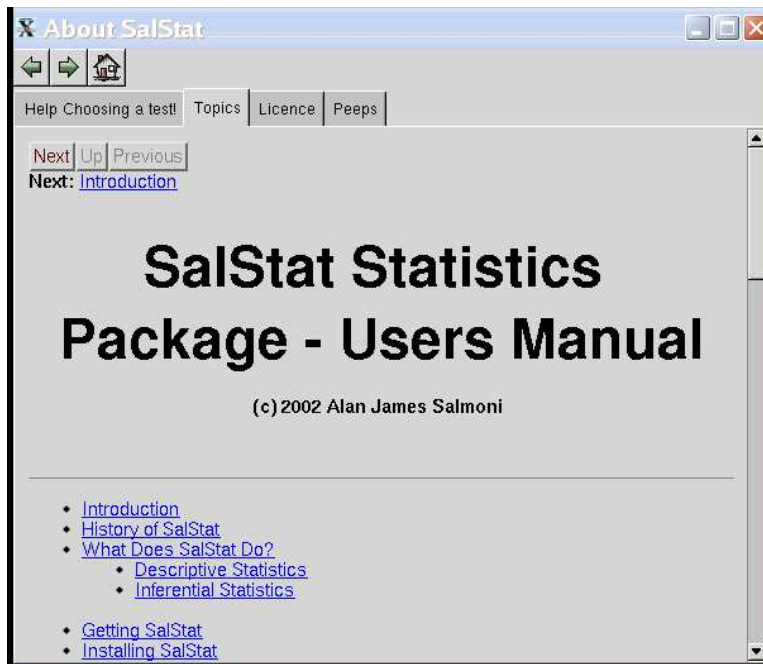 About SalStat
Help Choosing a test! Topics Licence Peeps
Next Up Previous
Next: Introduction
SalStat Statistics
Package - Users Manual
(c) 2002 Alan James Salmoni
Introduction
History of SalStat
What Does SalStat Do?
Descriptive Statistics
Inferential Statistics
Getting SalStat
Installing SalStat